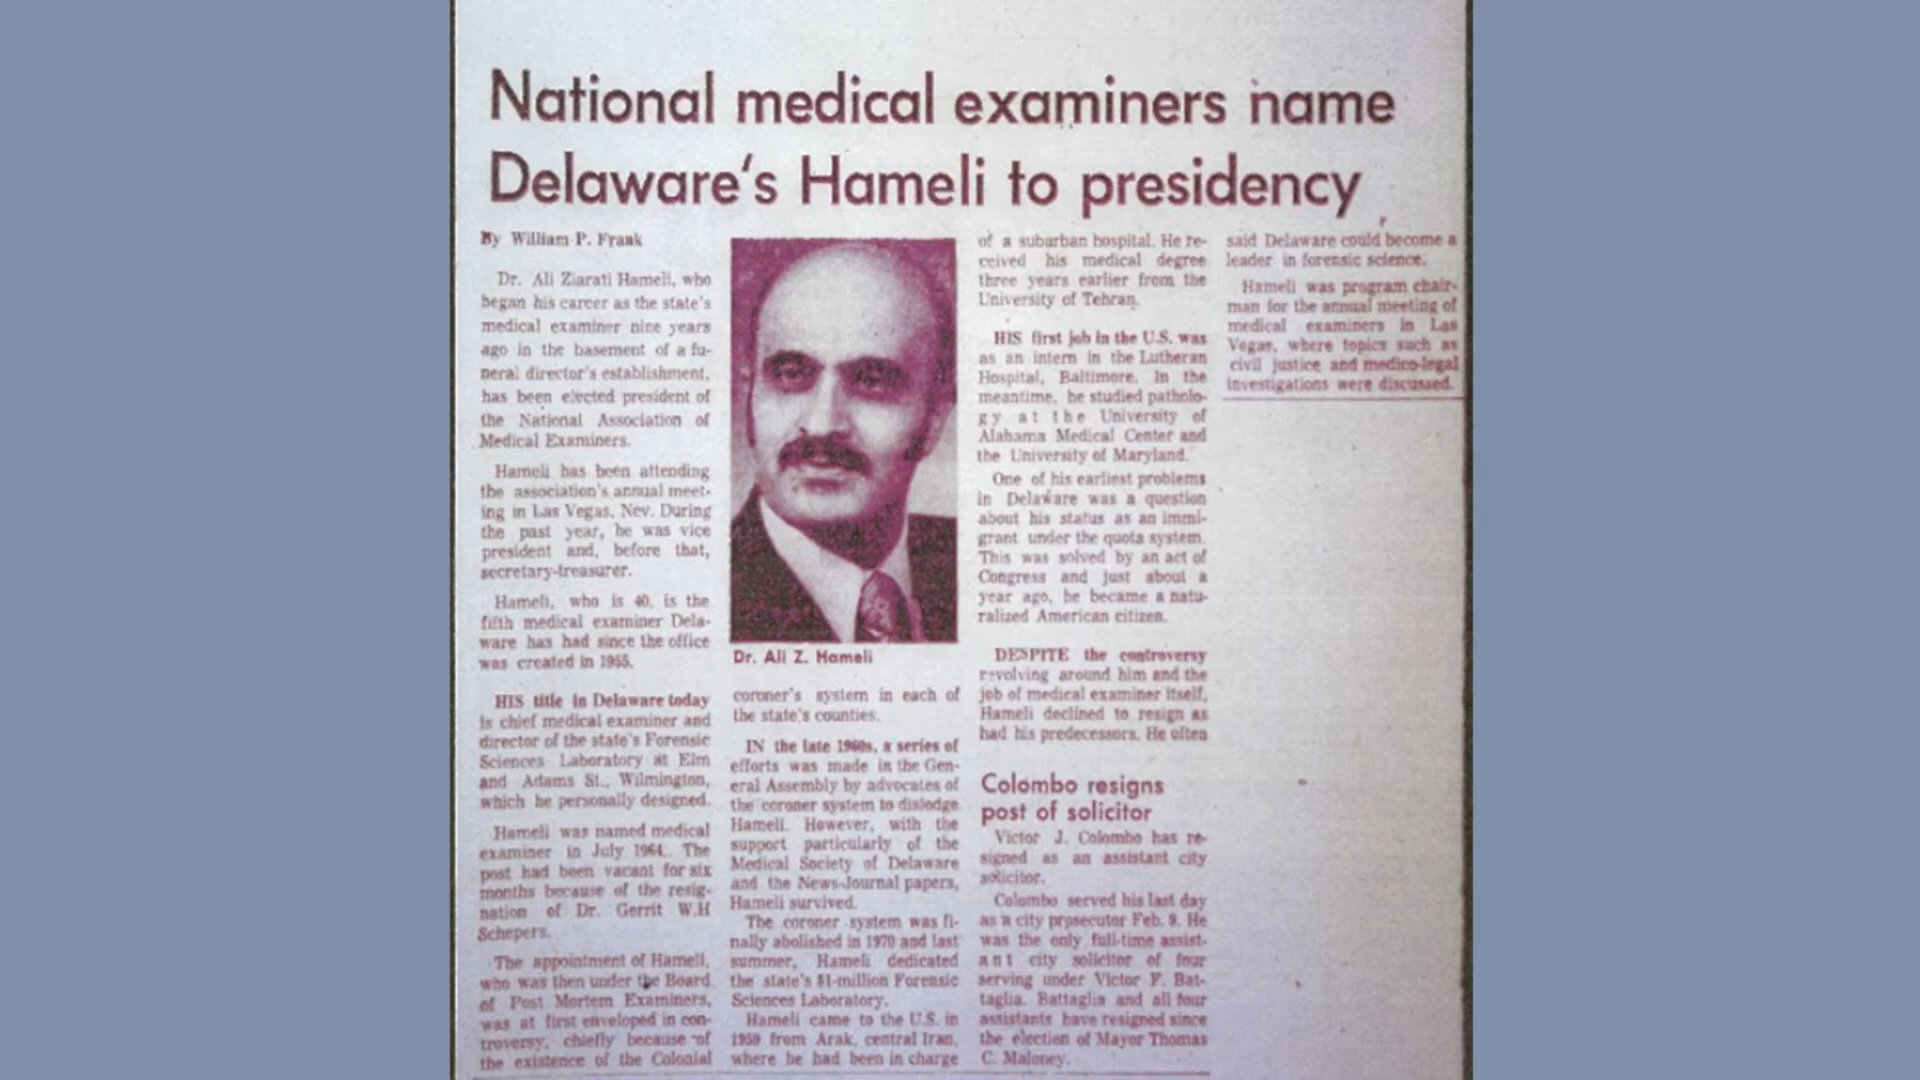 National medical examiners name
Delaware's Hameli to presidency
By William P. Frank
Dr. Ali Ziarati Hameli, who
began his career as the state's
medical examiner nine years
ago in the basement of a fu-
neral director's establishment,
has been elected president of
the National Association of
Medical Examiners.
Hameli has been attending
the association's annual meet-
ing in Las Vegas, Nev. During
the past year, he was vice
president and, before that,
secretary-treasurer.
Hameli, who is 40, is the
fifth medical examiner Dela-
ware has had since the office
was created in 1955.
HIS title in Delaware today
is chief medical examiner and
director of the state's Forensic
Sciences Laboratory at Elm
and Adams St., Wilmington,
which he personally designed.
Hameli was named medical
examiner in July 1964. The
post had been vacant for six
months because of the resig-
nation of Dr. Gerrit W.H
Schepers.
The appointment of Hameli,
who was then under the Board
of Post Mortem Examiners,
was at first enveloped in con-
troversy, chiefly because of
the existence of the Colonial
Dr. Ali Z. Hameli
coroner's system in each of
the state's counties.
IN the late 1960s, a series of
efforts was made in the Gen-
eral Assembly by advocates of
the coroner system to dislodge
Hameli. However, with the
support particularly of the
Medical Society of Delaware
and the News-Journal papers,
Hameli survived.
The coroner system was fi-
nally abolished in 1970 and last
summer, Hameli dedicated
the state's $1-million Forensic
Sciences Laboratory.
Hameli came to the U.S. in
1959 from Arak, central Iran,
where he had been in charge
of a suburban hospital. He re-
ceived his medical degree
three years earlier from the
University of Tehran.
HIS first job in the U.S. was
as an intern in the Lutheran
Hospital, Baltimore. In the
meantime, he studied patholo-
gy at the University of
Alabama Medical Center and
the University of Maryland.
One of his earliest problems
in Delaware was a question
about his status as an immi-
grant under the quota system.
This was solved by an act of
Congress and just about a
year ago, he became a natu-
ralized American citizen.
DESPITE the controversy
revolving around him and the
job of medical examiner itself,
Hameli declined to resign as
had his predecessors. He often
said Delaware could become a
leader in forensic science.
Hameli was program chair-
man for the annual meeting of
medical examiners in Las
Vegas, where topics such as
civil justice and medico-legal
investigations were discussed.
Colombo resigns
post of solicitor
Victor J. Colombo has re-
signed as an assistant city
solicitor.
Colombo served his last day
as a city prosecutor Feb. 9. He
was the only full-time assist-
ant city solicitor of four
serving under Victor F. Bat-
taglia. Battaglia and all four
assistants have resigned since
the election of Mayor Thomas
C. Maloney.